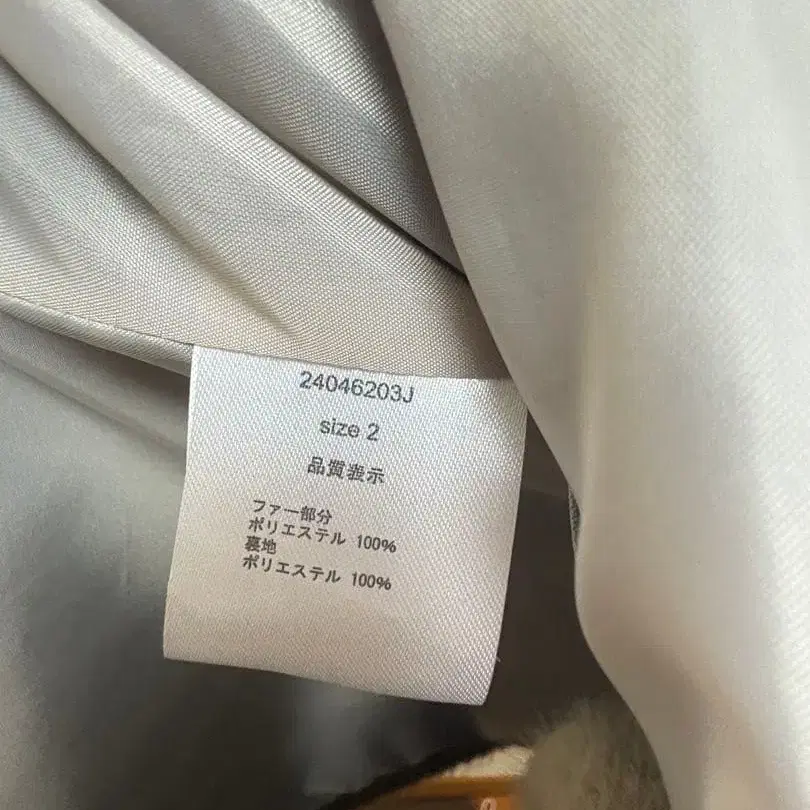 24046203J
size 2
品質表示
ファー部分
ポリエステル 100%
裏地
ポリエステル 100%